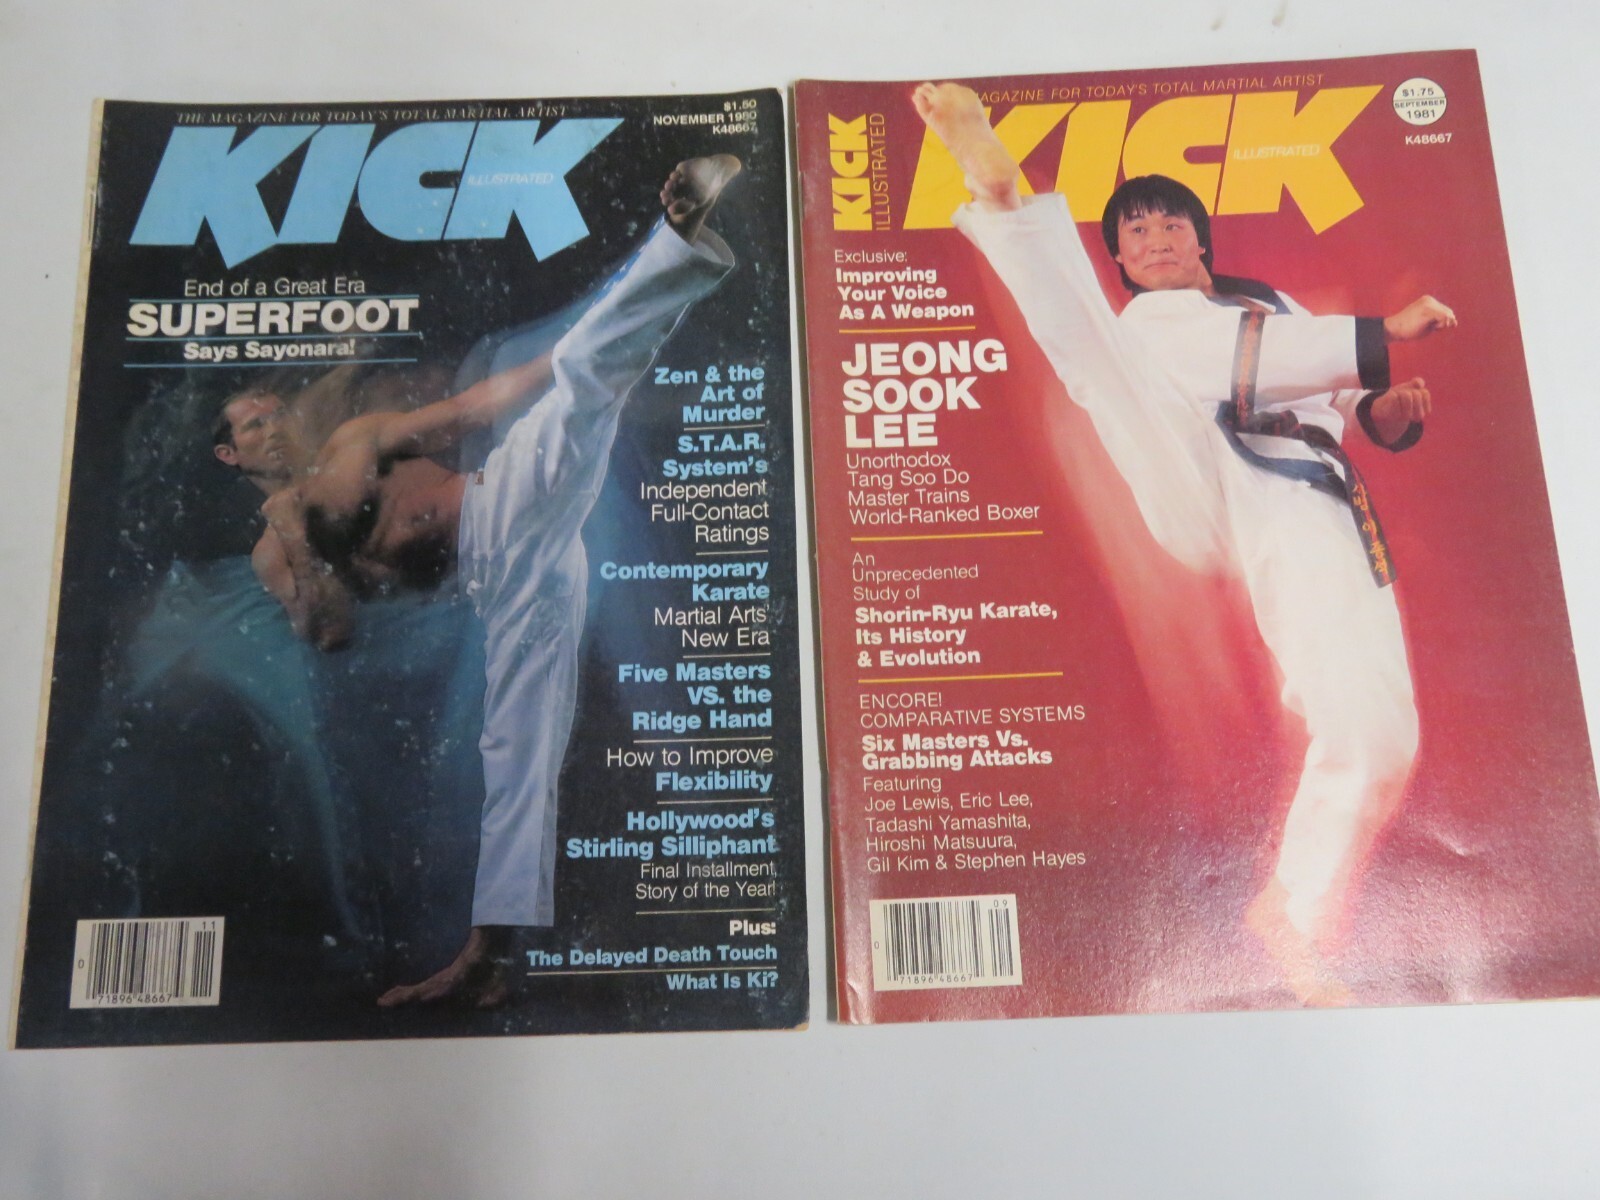 THE MAGAZINE FOR TODAY'S TOTAL MARTIAL ARTIST
$1.50
NOVEMBER 1980
K48667
KICK
ILLUSTRATED
End of a Great Era
SUPERFOOT
Says Sayonara!
Zen & the
Art of
Murder
S.T.A.R.
System's
Independent
Full-Contact
Ratings
Contemporary
Karate
Martial Arts'
New Era
Five Masters
VS. the
Ridge Hand
How to Improve
Flexibility
Hollywood's
Stirling Silliphant
Final Installment,
Story of the Year!
Plus:
The Delayed Death Touch
What Is Ki?
11
0
71896 48667
MAGAZINE FOR TODAY'S TOTAL MARTIAL ARTIST
$1.75
SEPTEMBER
1981
K48667
KICK
ILLUSTRATED
KICK
ILLUSTRATED
Exclusive:
Improving
Your Voice
As A Weapon
JEONG
SOOK
LEE
Unorthodox
Tang Soo Do
Master Trains
World-Ranked Boxer
An
Unprecedented
Study of
Shorin-Ryu Karate,
Its History
& Evolution
ENCORE!
COMPARATIVE SYSTEMS
Six Masters Vs.
Grabbing Attacks
Featuring
Joe Lewis, Eric Lee,
Tadashi Yamashita,
Hiroshi Matsuura,
Gil Kim & Stephen Hayes
09
0
71896 48667